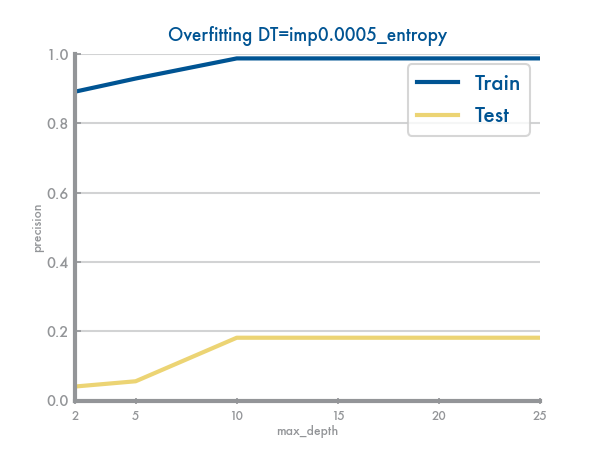 Overfitting DT=imp0.0005_entropy
1.0
0.8
0.6
0.4
0.2
0.0
precision
Train
Test
2 5 10 15 20 25
max_depth